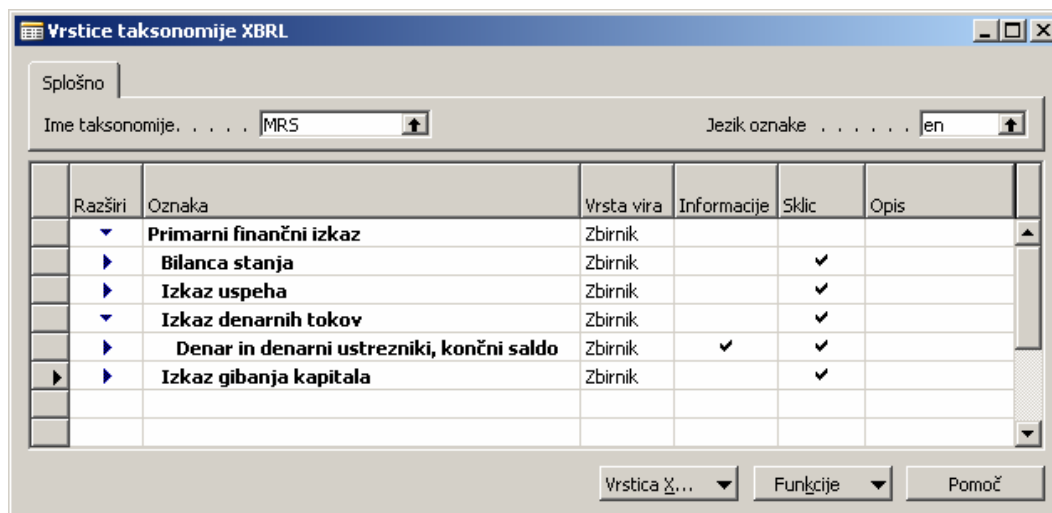 Vrstice taksonomije XBRL
Splošno
Ime taksonomije. . . . . MRS Jezik oznake . . . . . . en
Razširi Oznaka Vrsta vira Informacije Sklic Opis
Primarni finančni izkaz Zbirnik
Bilanca stanja Zbirnik
Izkaz uspeha Zbirnik
Izkaz denarnih tokov Zbirnik
Denar in denarni ustrezniki, končni saldo Zbirnik
Izkaz gibanja kapitala Zbirnik
Vrstica X... Funkcije Pomoč